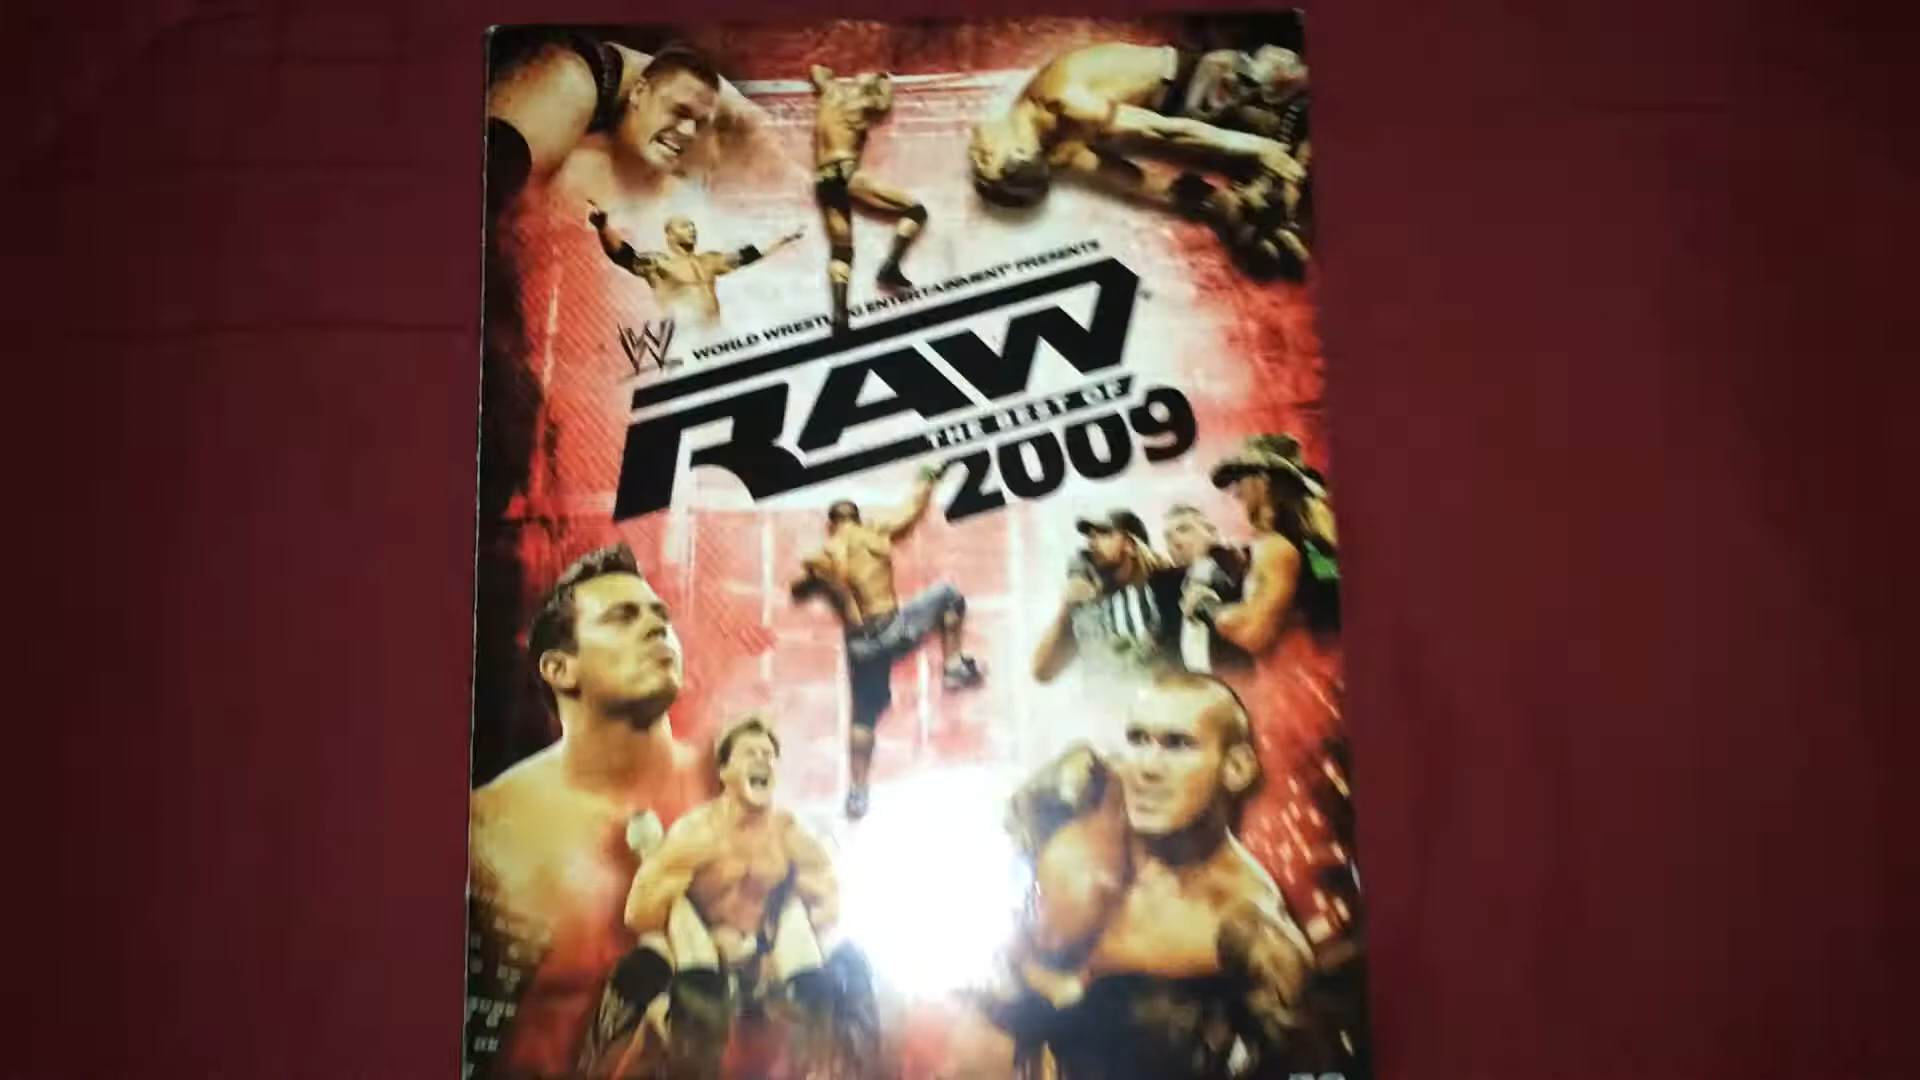 WORLD WRESTLING ENTERTAINMENT PRESENTS
W
RAW
THE BEST OF
2009